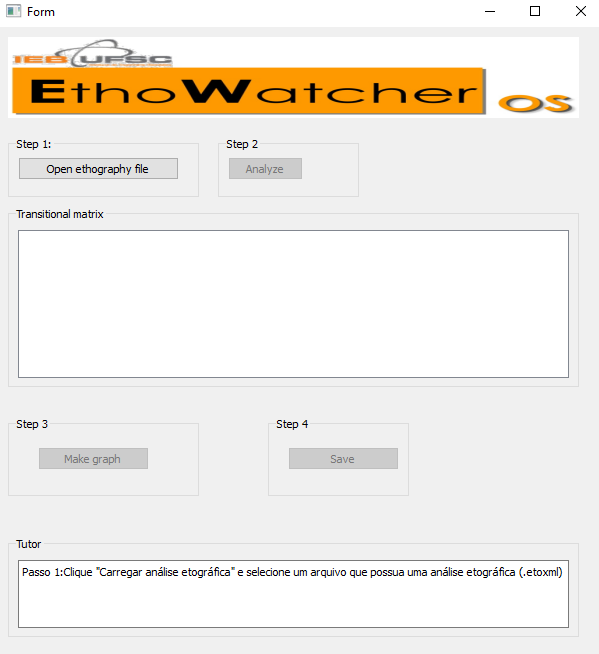 Form
IEB UFSC
EthoWatcher
OS
Step 1:
Step 2
Open ethography file
Analyze
Transitional matrix
Step 3
Step 4
Make graph
Save
Tutor
Passo 1:Clique "Carregar análise etográfica" e selecione um arquivo que possua uma análise etográfica (.etoxml)